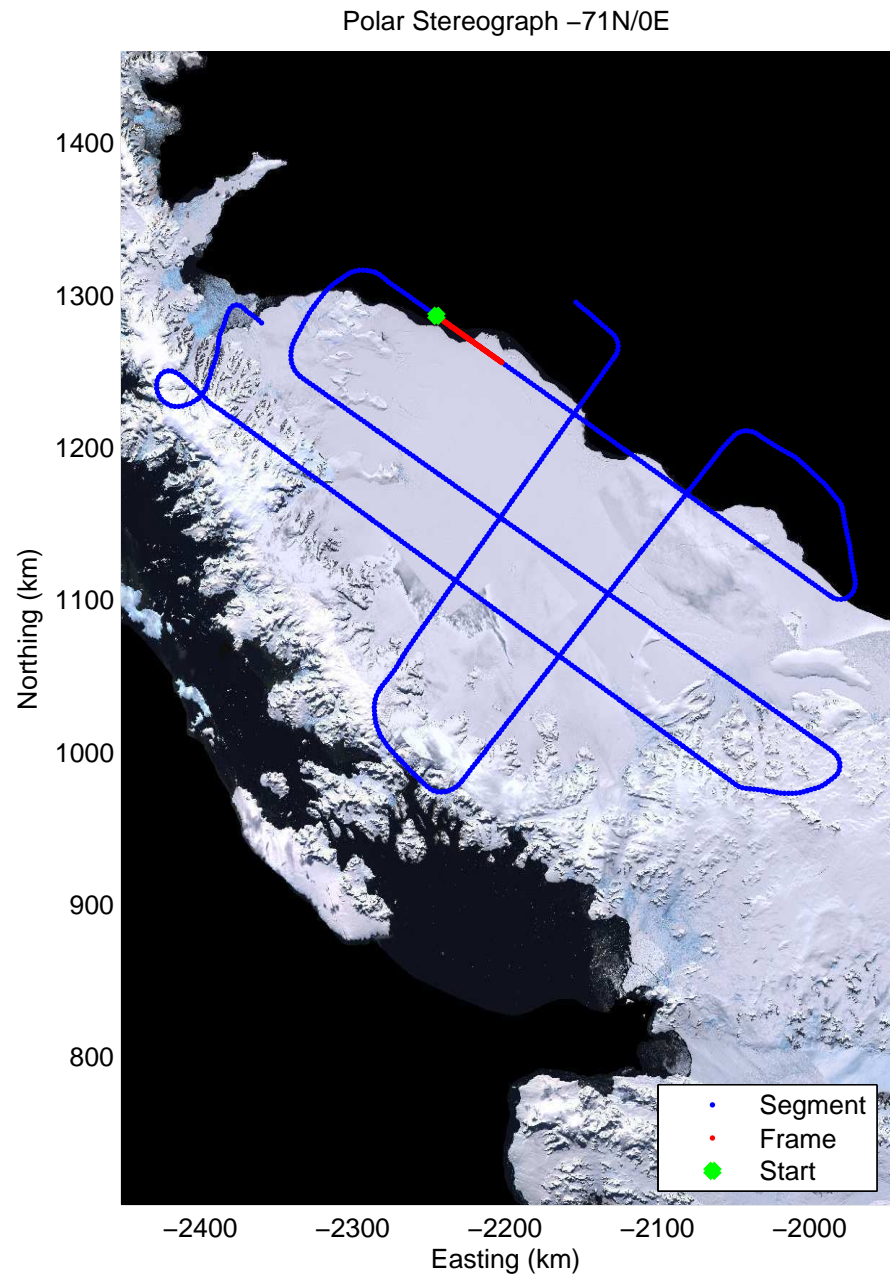 Polar Stereograph −71N/0E
1400
1300
1200
1100
1000
900
800
Northing (km)
Segment
Frame
Start
−2400 −2300 −2200 −2100 −2000
Easting (km)